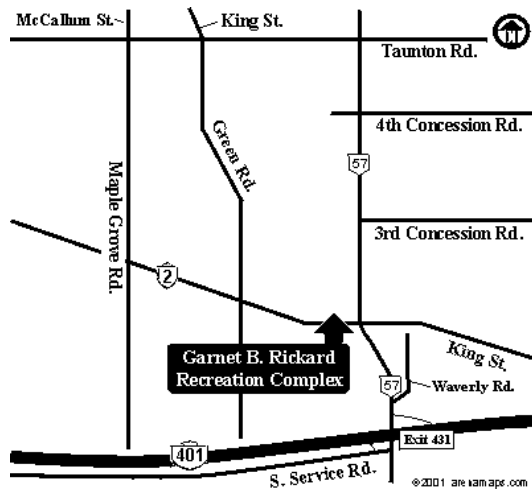 McCallum St.
King St.
Taunton Rd.
4th Concession Rd.
Green Rd.
57
Maple Grove Rd.
3rd Concession Rd.
2
Garnet B. Rickard
Recreation Complex
King St.
57
Waverly Rd.
Exit 431
401
S. Service Rd.
©2001 arenamaps.com